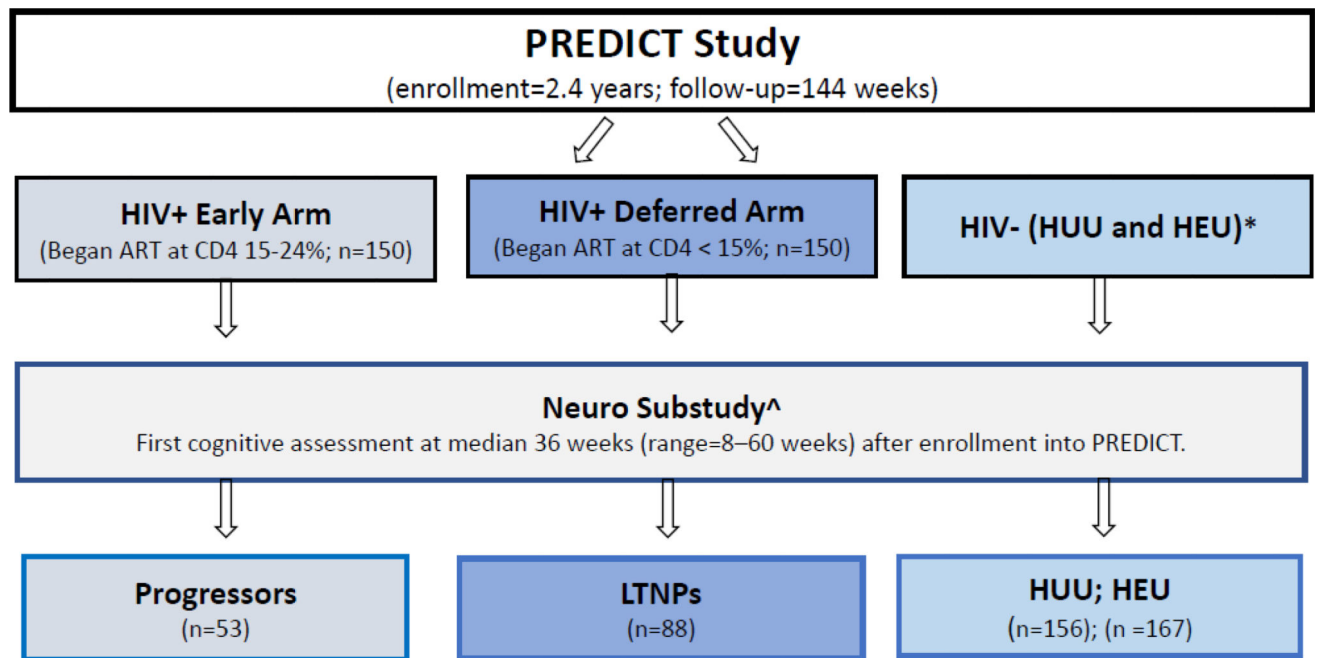 PREDICT Study
(enrollment=2.4 years; follow-up=144 weeks)
HIV+ Early Arm
(Began ART at CD4 15-24%; n=150)
HIV+ Deferred Arm
(Began ART at CD4 < 15%; n=150)
HIV- (HUU and HEU)*
Neuro Substudy^
First cognitive assessment at median 36 weeks (range=8–60 weeks) after enrollment into PREDICT.
Progressors
(n=53)
LTNPs
(n=88)
HUU; HEU
(n=156); (n =167)